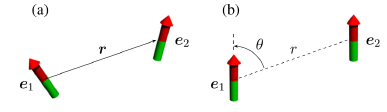 (a) (b)
r e₂ θ r e₂
e₁ e₁